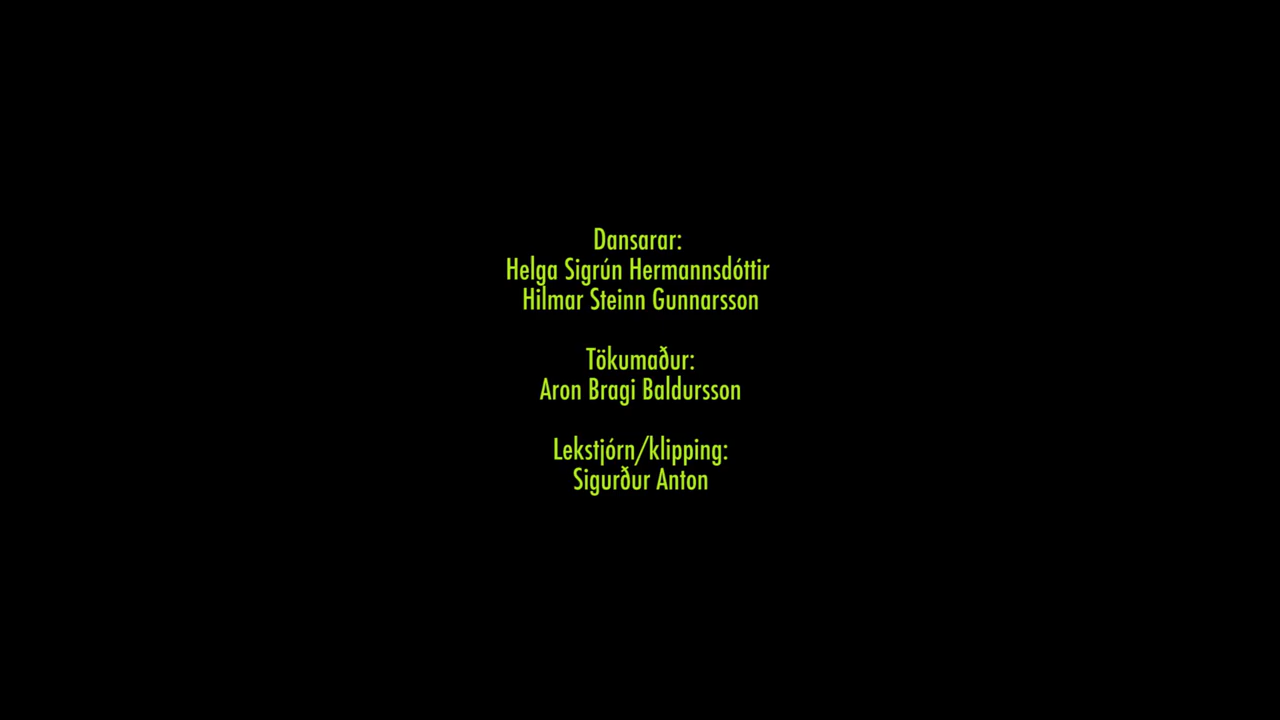 Dansarar:
Helga Sigrún Hermannsdóttir
Hilmar Steinn Gunnarsson
Tökumaður:
Aron Bragi Baldursson
Lekstjórn/klipping:
Sigurður Anton